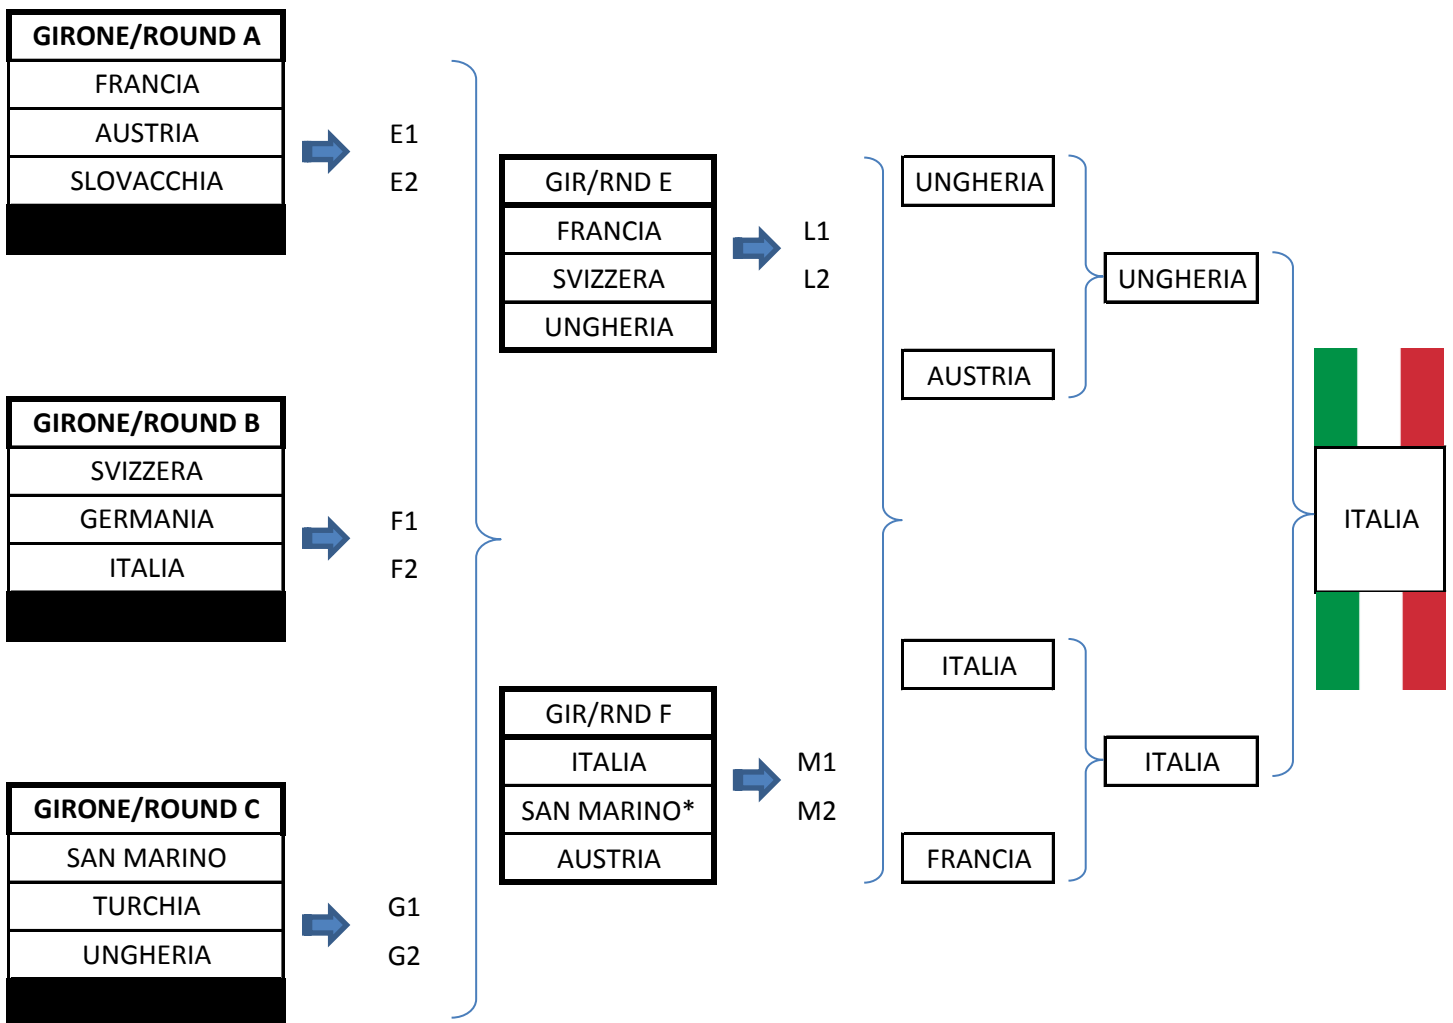 GIRONE/ROUND A
FRANCIA
AUSTRIA
SLOVACCHIA
E1
E2
GIRONE/ROUND B
SVIZZERA
GERMANIA
ITALIA
F1
F2
GIRONE/ROUND C
SAN MARINO
TURCHIA
UNGHERIA
G1
G2
GIR/RND E
FRANCIA
SVIZZERA
UNGHERIA
L1
L2
GIR/RND F
ITALIA
SAN MARINO*
AUSTRIA
M1
M2
UNGHERIA
AUSTRIA
ITALIA
FRANCIA
UNGHERIA
ITALIA
ITALIA